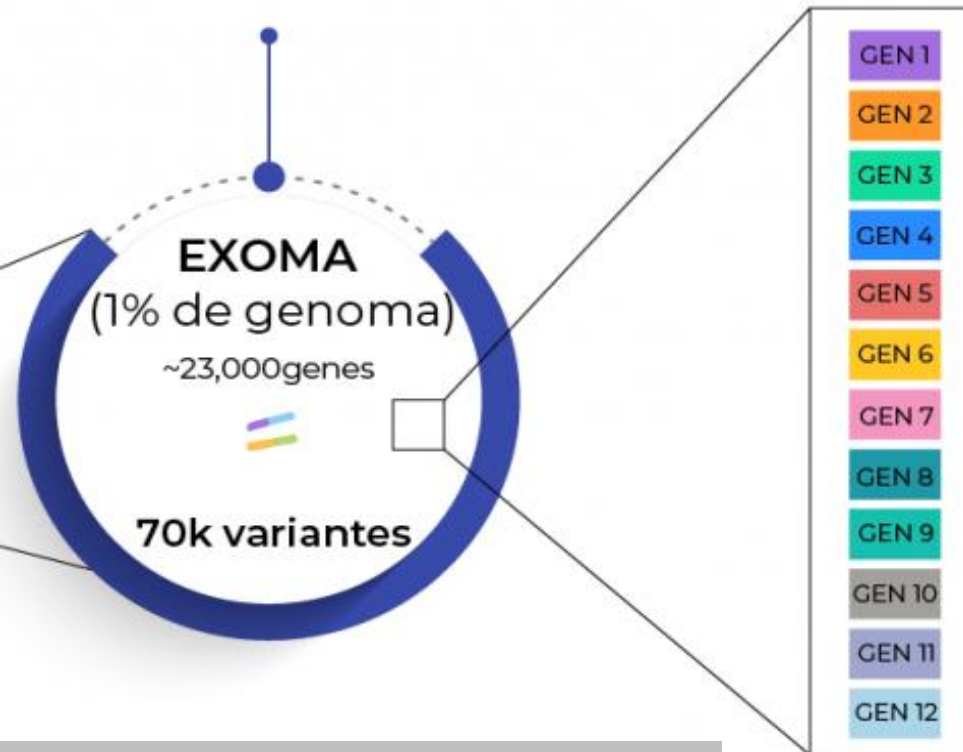 EXOMA
(1% de genoma)
~23,000genes
70k variantes
GEN 1
GEN 2
GEN 3
GEN 4
GEN 5
GEN 6
GEN 7
GEN 8
GEN 9
GEN 10
GEN 11
GEN 12